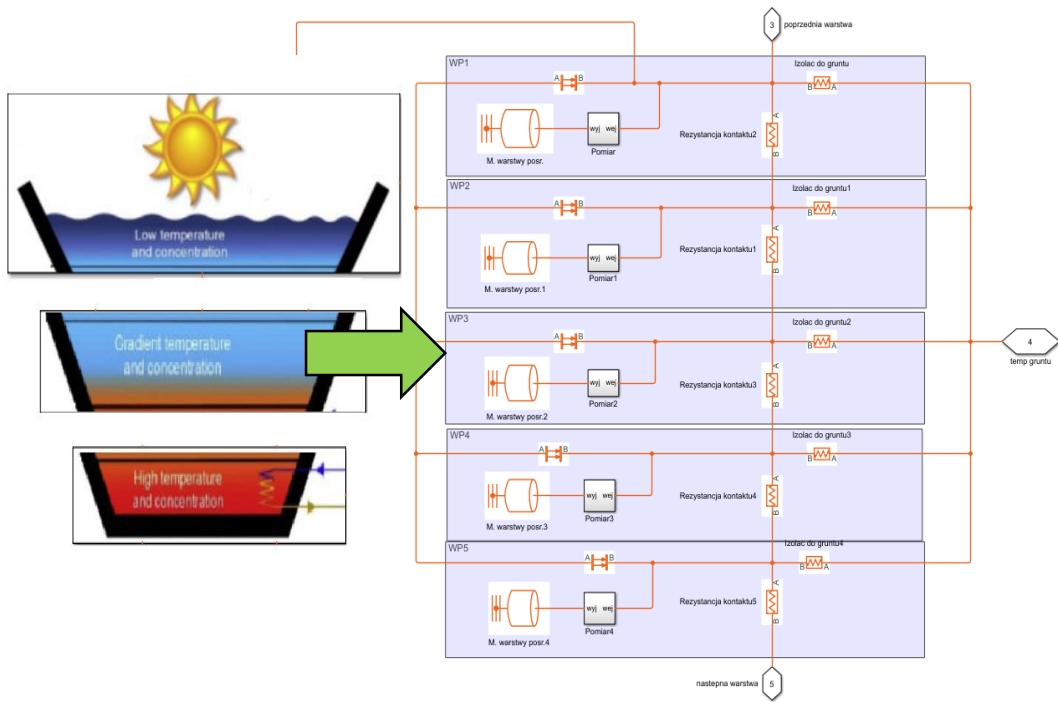 Low temperature
and concentration
Gradient temperature
and concentration
High temperature
and concentration
3
poprzednia warstwa
WP1
A
B
Izolac do gruntu
B
A
M. warstwy posr.
wyj
wej
Pomiar
Rezystancja kontaktu2
A
B
WP2
A
B
Izolac do gruntu1
B
A
M. warstwy posr.1
wyj
wej
Pomiar1
Rezystancja kontaktu1
A
B
WP3
A
B
Izolac do gruntu2
B
A
M. warstwy posr.2
wyj
wej
Pomiar2
Rezystancja kontaktu3
A
B
4
temp gruntu
WP4
A
B
Izolac do gruntu3
B
A
M. warstwy posr.3
wyj
wej
Pomiar3
Rezystancja kontaktu4
A
B
WP5
A
B
Izolac do gruntu4
B
A
M. warstwy posr.4
wyj
wej
Pomiar4
Rezystancja kontaktu5
A
B
nastepna warstwa
5